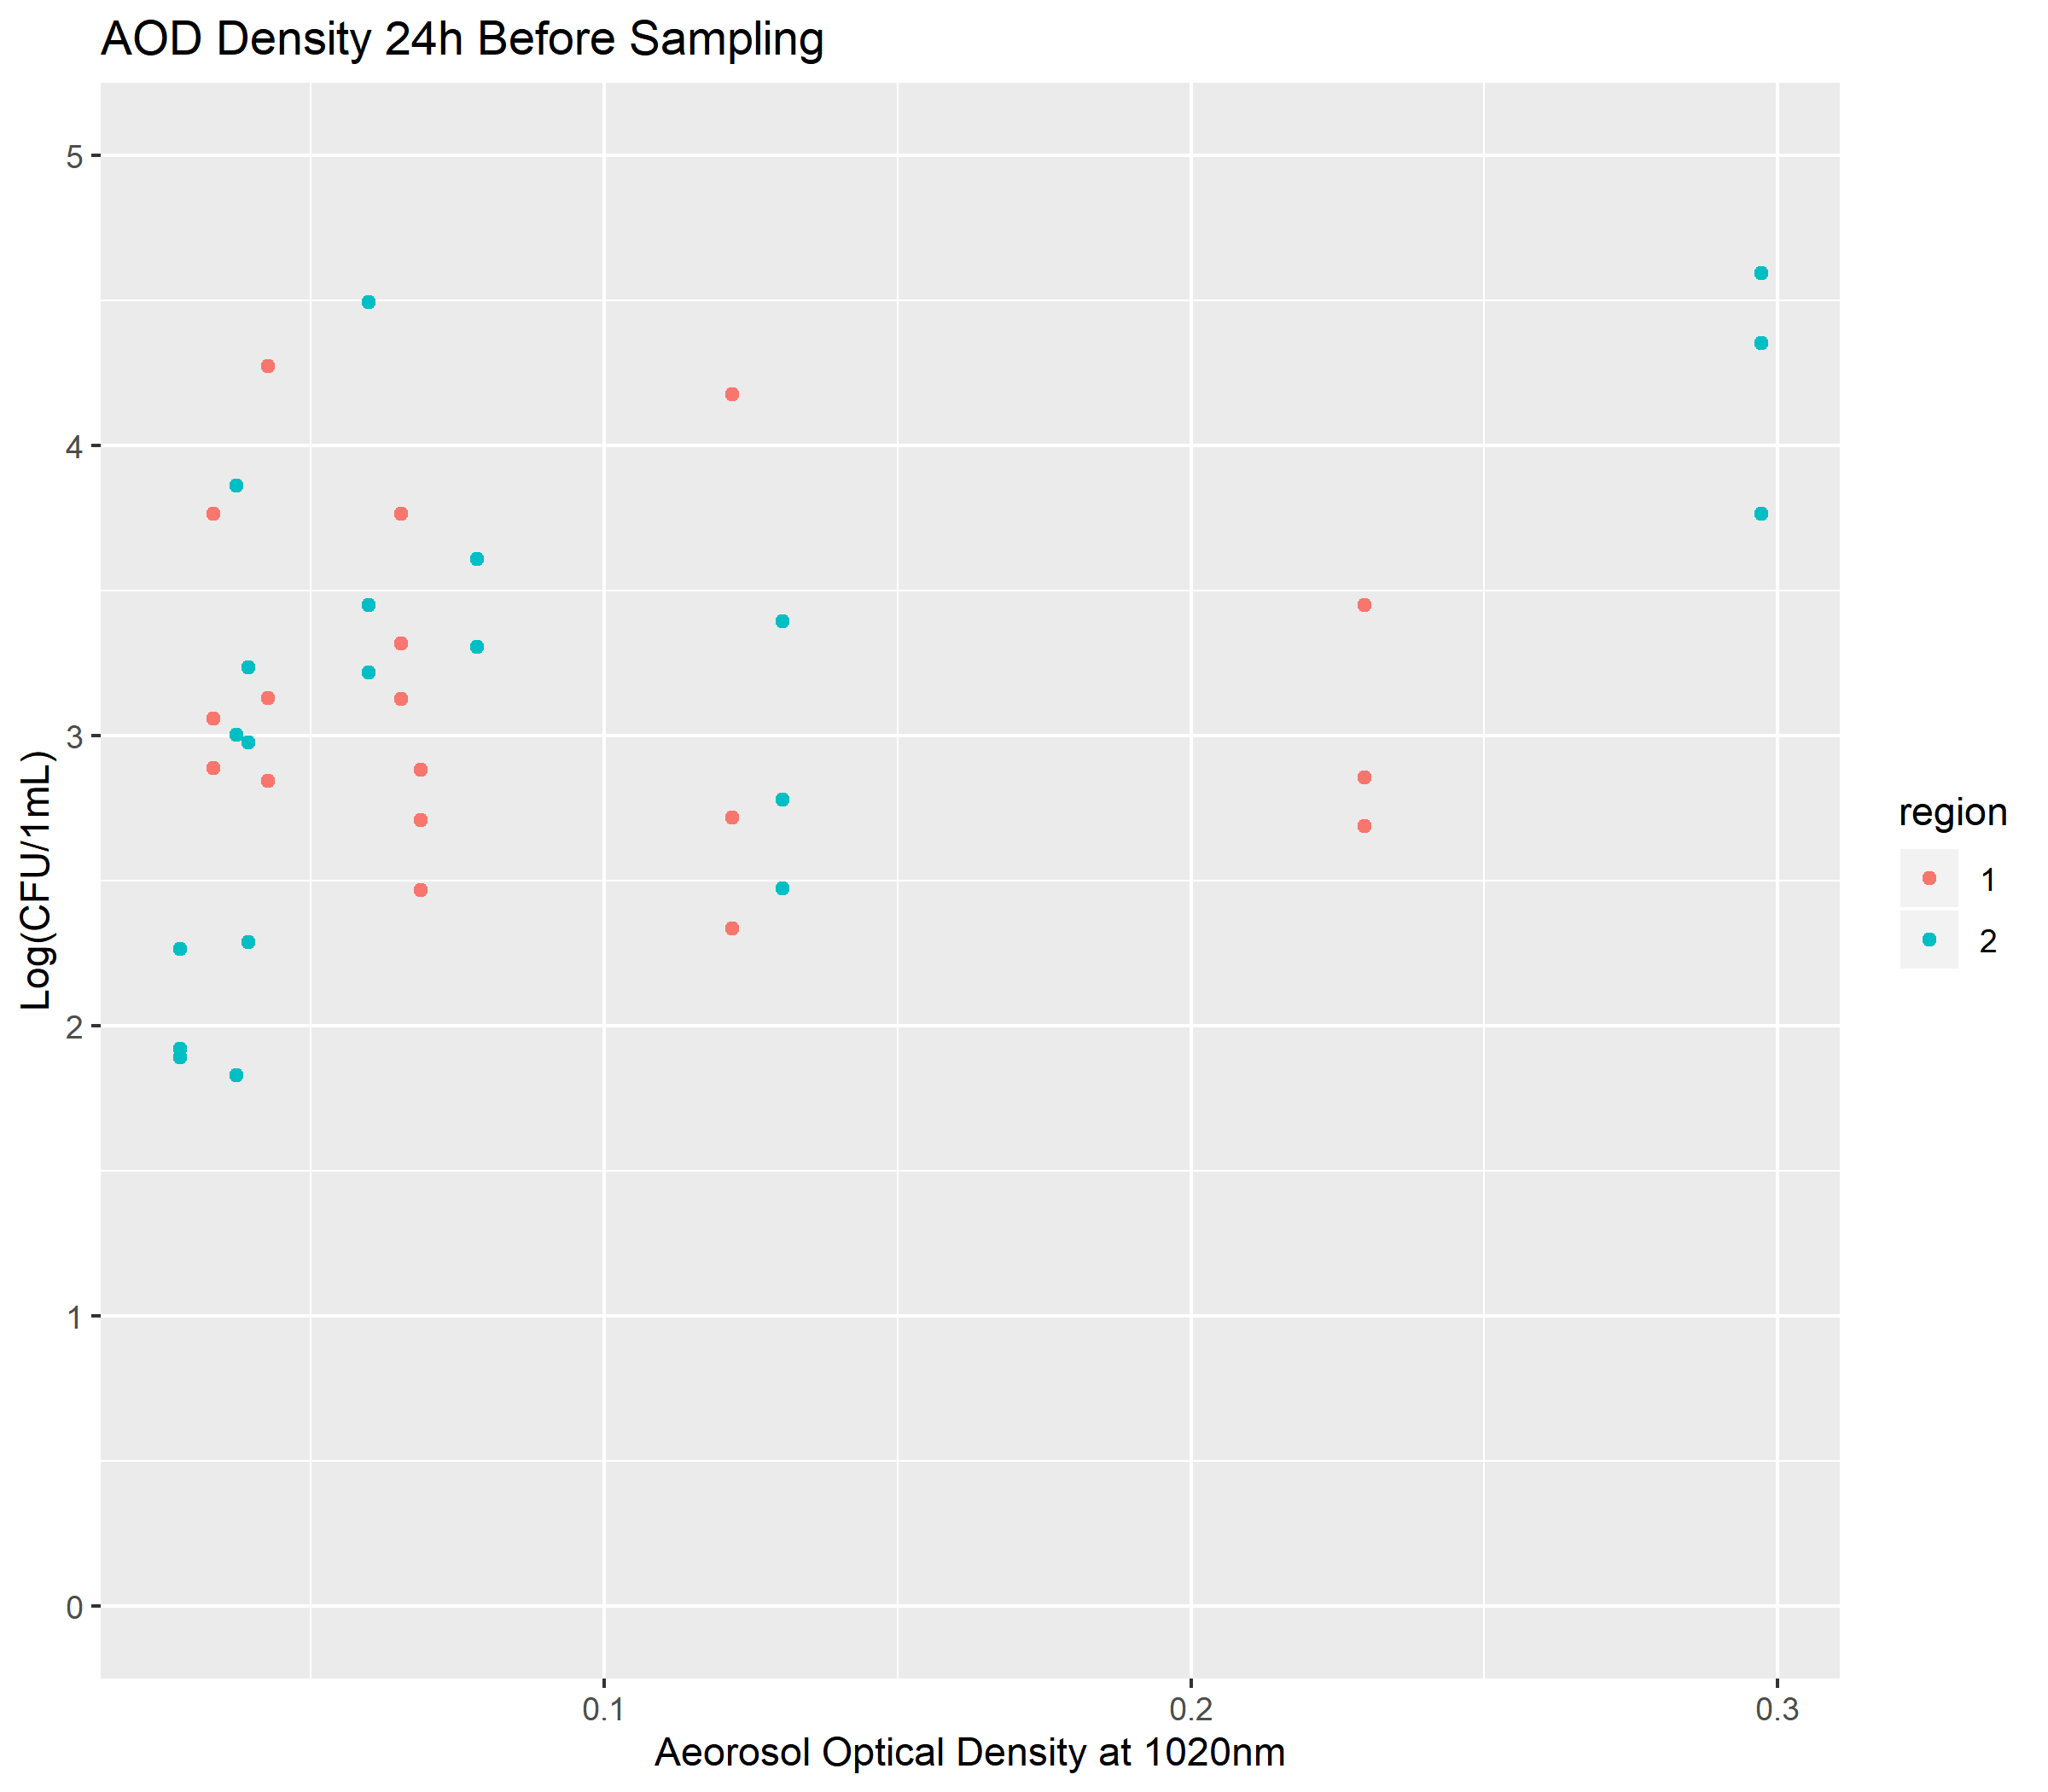 AOD Density 24h Before Sampling
5
4
3
2
1
0
Log(CFU/1mL)
0.1
0.2
0.3
Aeorosol Optical Density at 1020nm
region
1
2